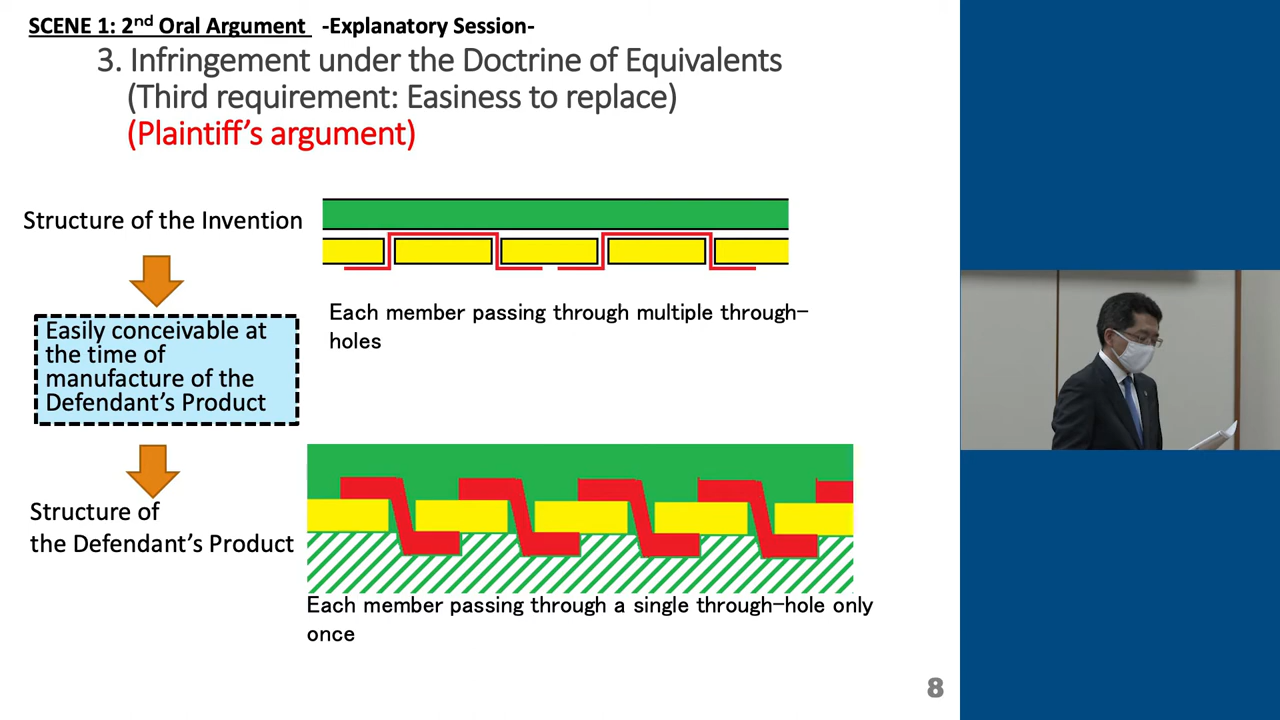 SCENE 1: 2nd Oral Argument -Explanatory Session-
3. Infringement under the Doctrine of Equivalents
(Third requirement: Easiness to replace)
(Plaintiff's argument)
Structure of the Invention
Each member passing through multiple through-
holes
Easily conceivable at
the time of
manufacture of the
Defendant's Product
Structure of
the Defendant's Product
Each member passing through a single through-hole only
once
8